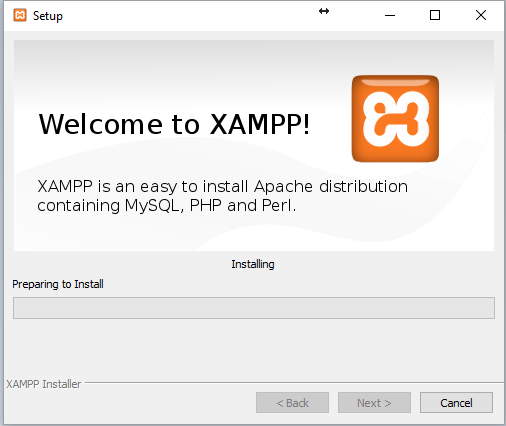 Setup
Welcome to XAMPP!
XAMPP is an easy to install Apache distribution
containing MySQL, PHP and Perl.
Installing
Preparing to Install
XAMPP Installer
< Back
Next >
Cancel